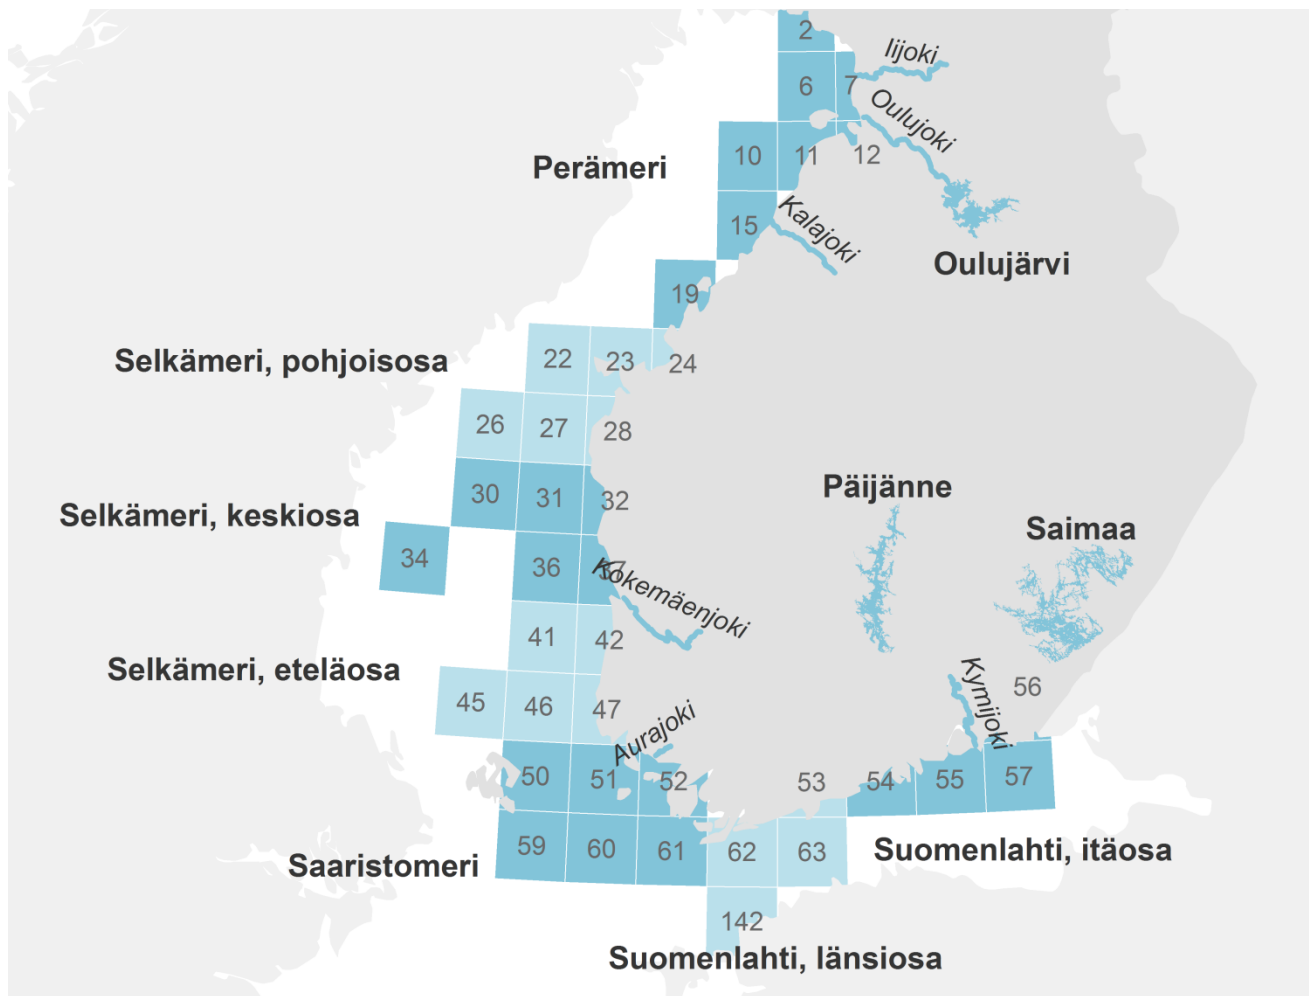 2
Iijoki
6
7
Oulujoki
Perämeri
10
11
12
15
Kalajoki
Oulujärvi
19
Selkämeri, pohjoisosa
22
23
24
26
27
28
Päijänne
Selkämeri, keskiosa
30
31
32
Saimaa
34
36
37
Kokemäenjoki
41
42
Selkämeri, eteläosa
45
46
47
Aurajoki
Kymijoki
56
50
51
52
53
54
55
57
Saaristomeri
59
60
61
62
63
Suomenlahti, itäosa
142
Suomenlahti, länsiosa